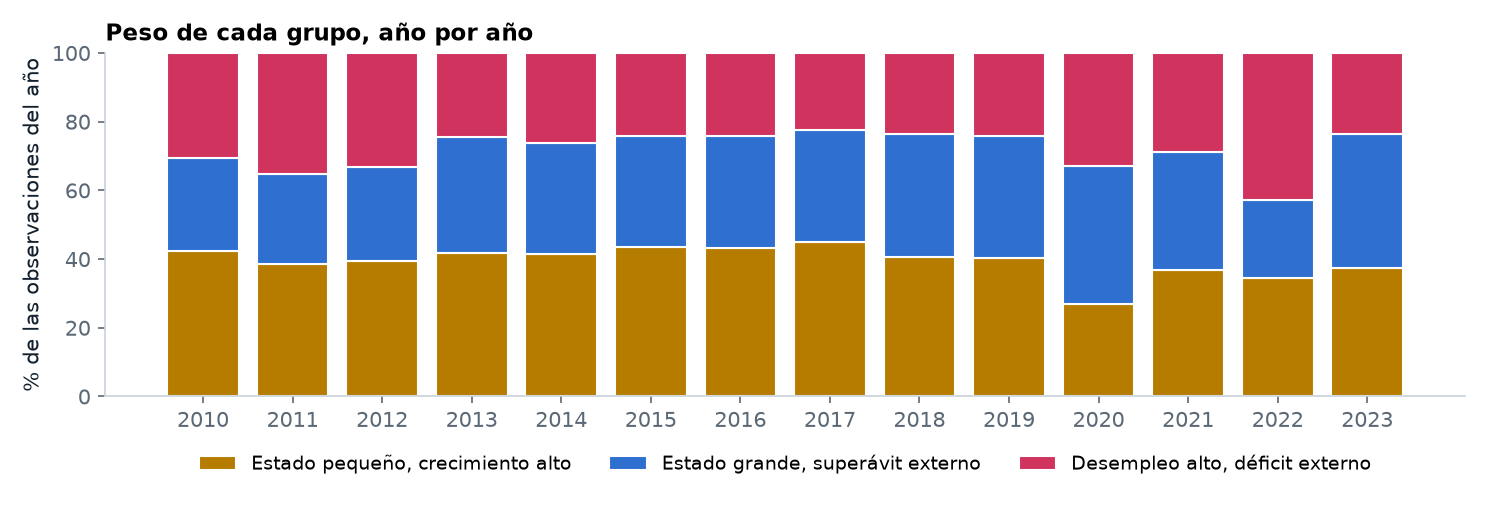 Peso de cada grupo, año por año
% de las observaciones del año
100
80
60
40
20
0
2010 2011 2012 2013 2014 2015 2016 2017 2018 2019 2020 2021 2022 2023
Estado pequeño, crecimiento alto Estado grande, superávit externo Desempleo alto, déficit externo